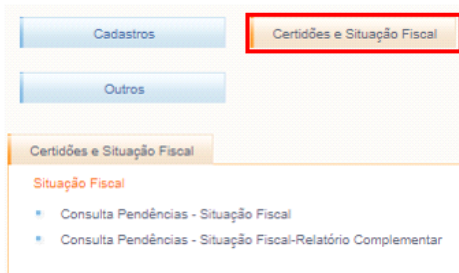 Cadastros
Certidões e Situação Fiscal
Outros
Certidões e Situação Fiscal
Situação Fiscal
Consulta Pendências - Situação Fiscal
Consulta Pendências - Situação Fiscal-Relatório Complementar